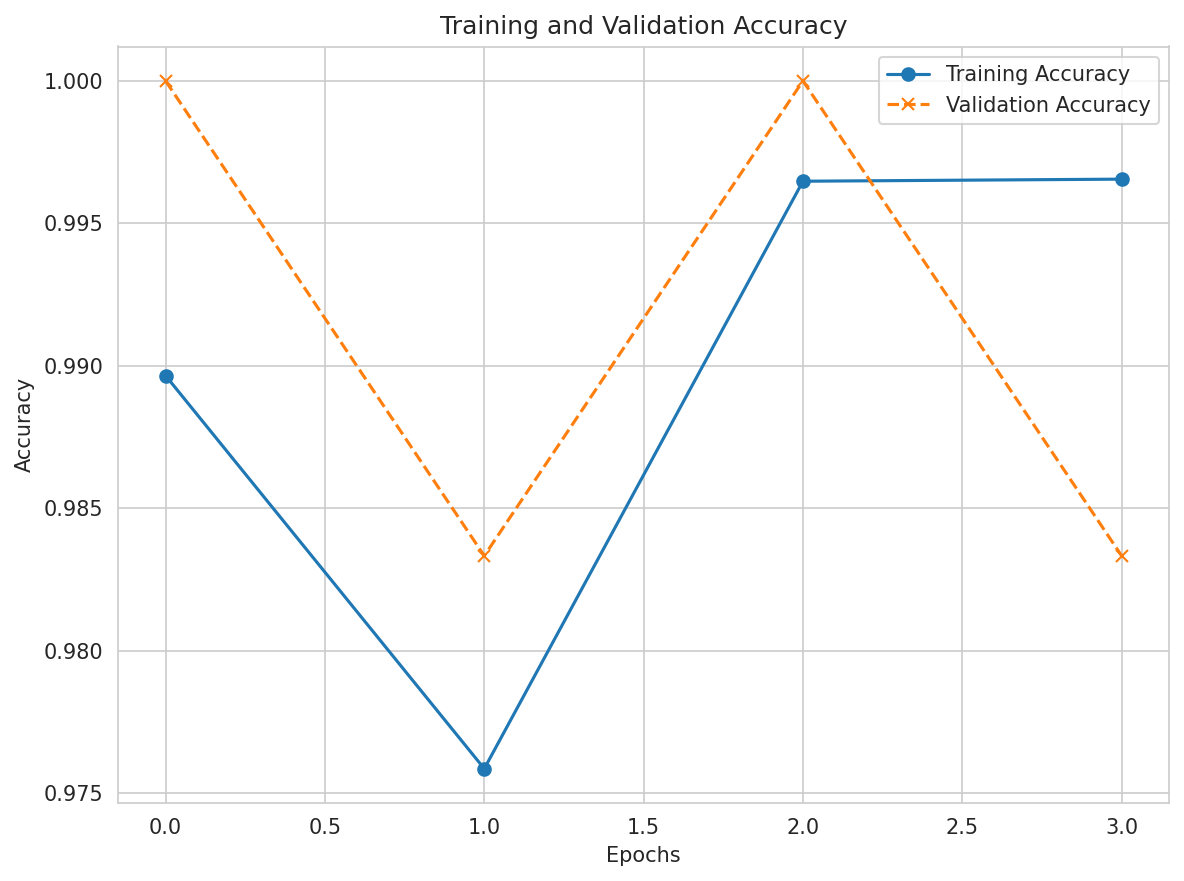 Training and Validation Accuracy
Training Accuracy
Validation Accuracy
1.000
0.995
0.990
0.985
0.980
0.975
Accuracy
0.0 0.5 1.0 1.5 2.0 2.5 3.0
Epochs